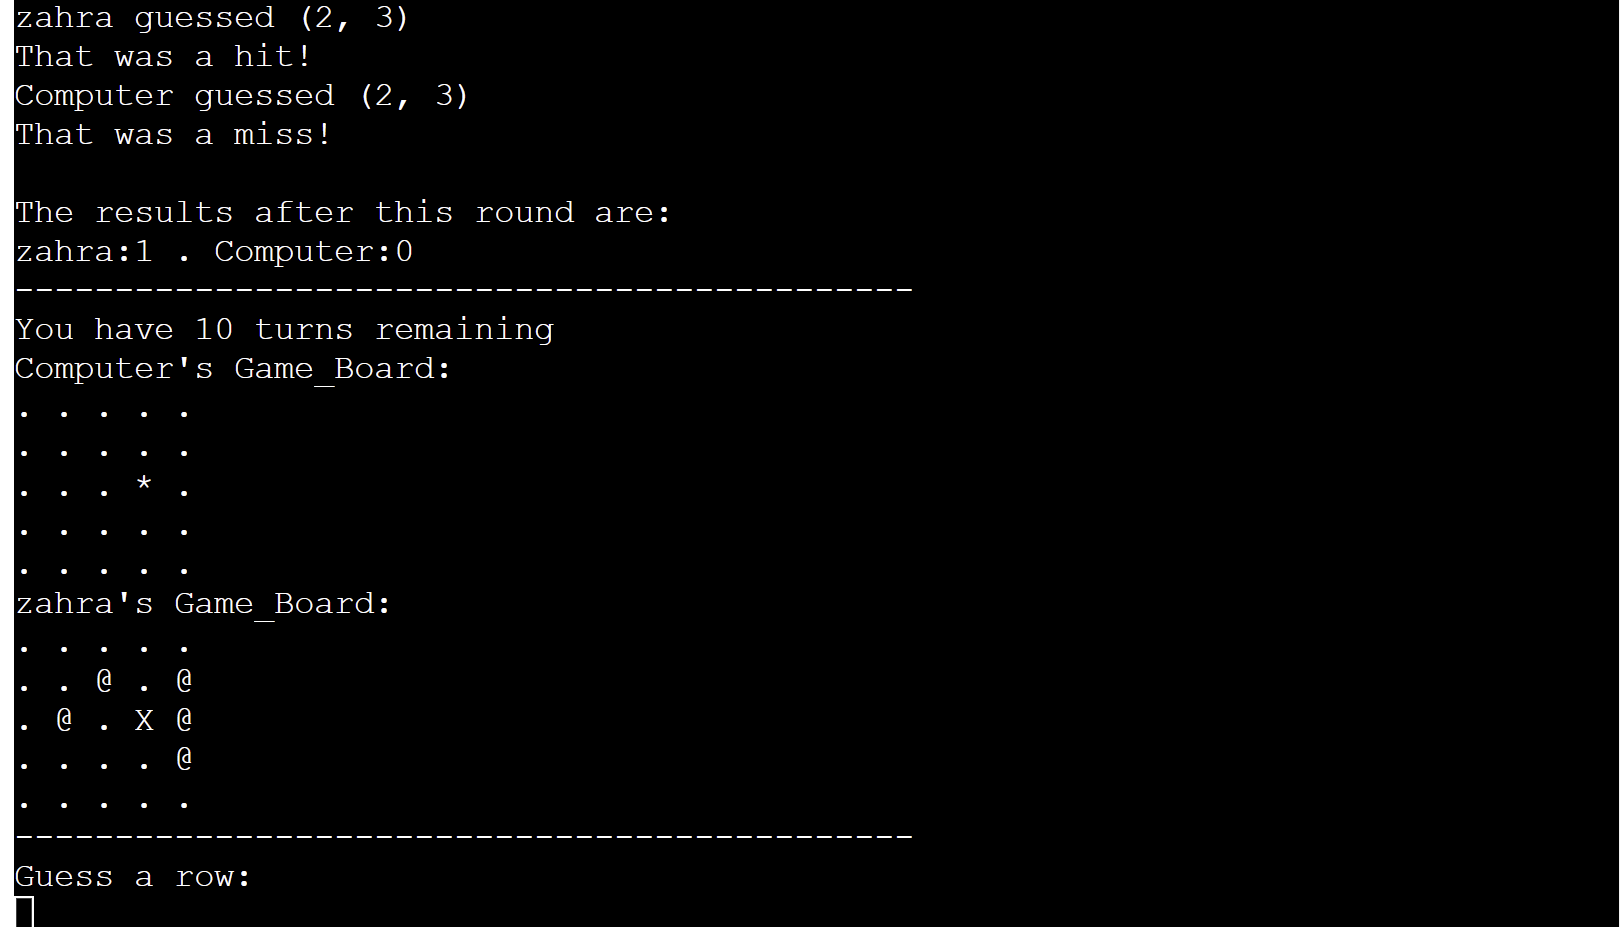 zahra guessed (2, 3)
That was a hit!
Computer guessed (2, 3)
That was a miss!
The results after this round are:
zahra:1 . Computer:0
---------------------------------------------
You have 10 turns remaining
Computer's Game_Board:
. . . . .
. . . . .
. . . * .
. . . . .
. . . . .
zahra's Game_Board:
. . . . .
. . @ . @
. @ . X @
. . . . @
. . . . .
---------------------------------------------
Guess a row: